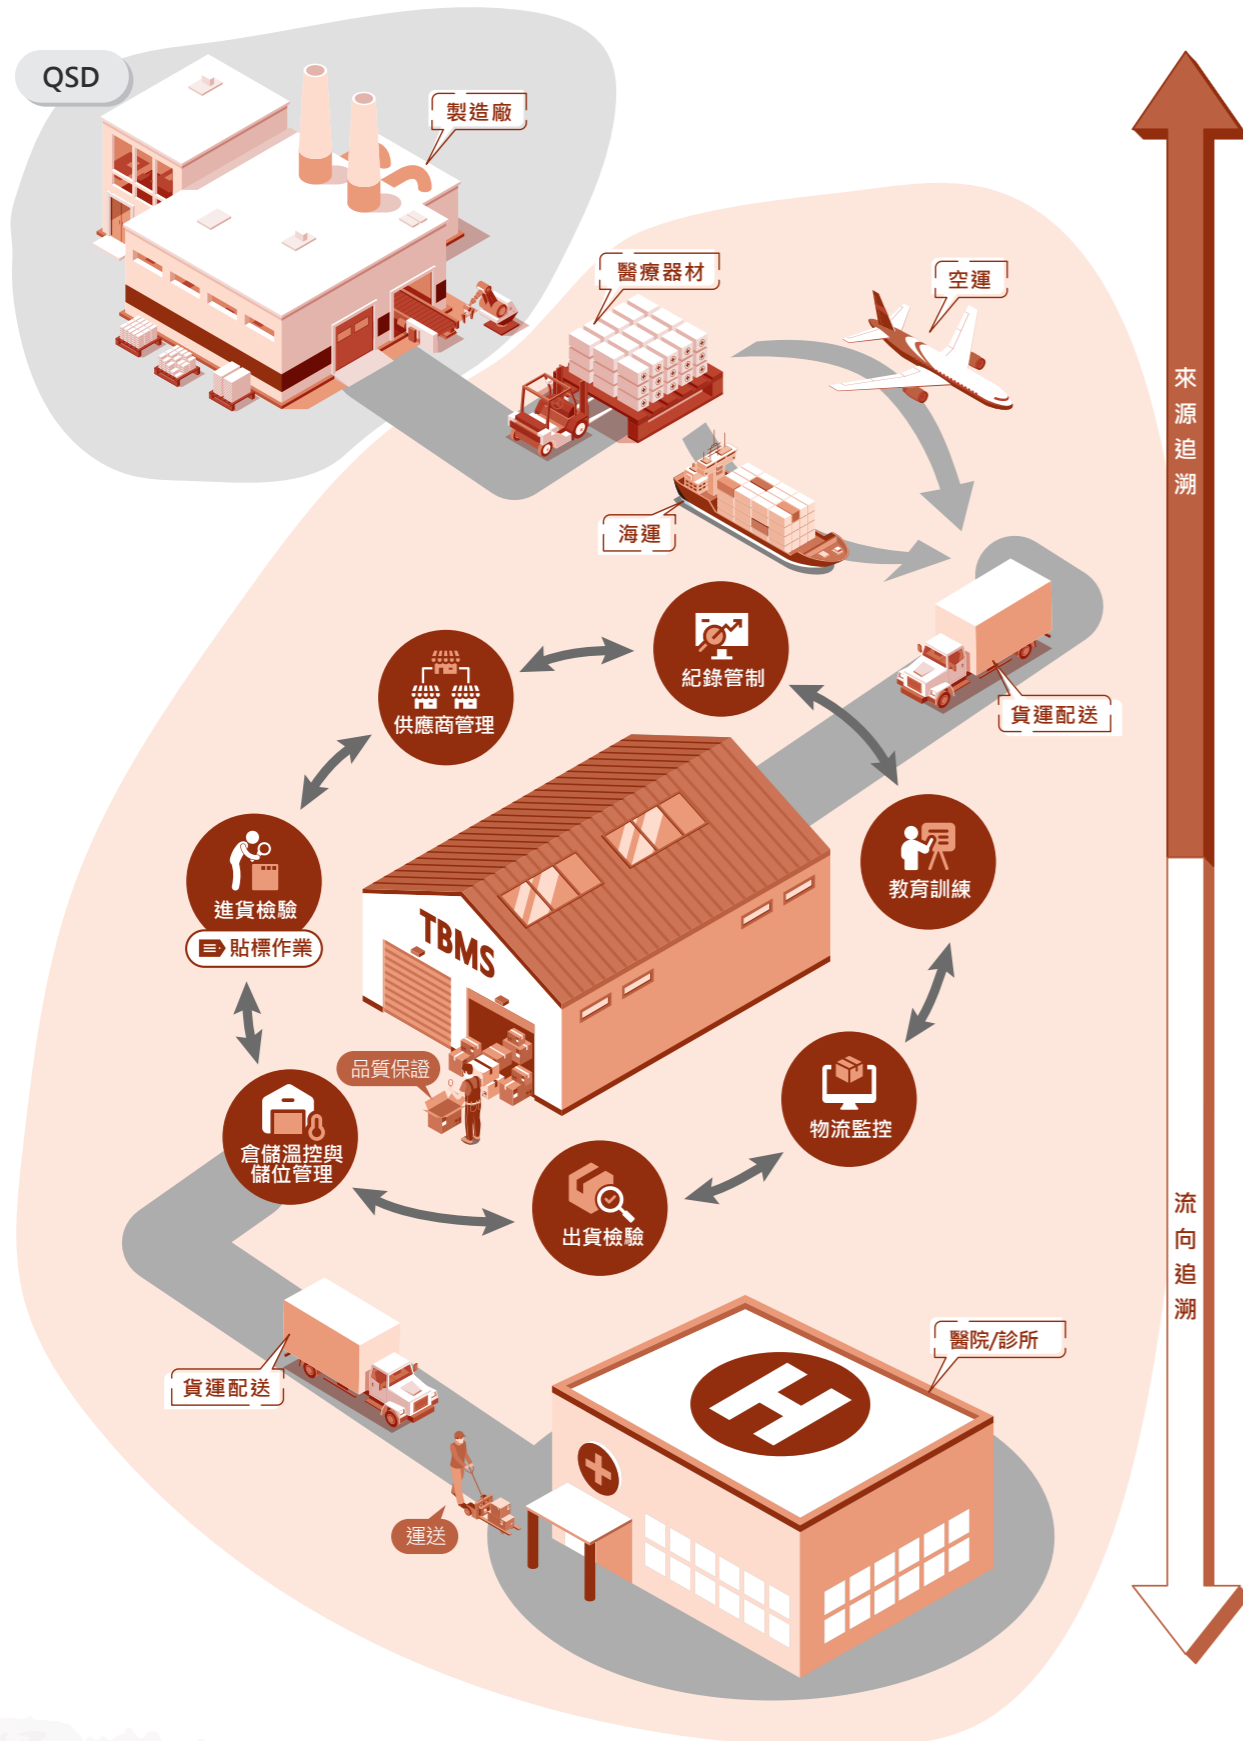 QSD
製造廠
醫療器材
空運
海運
貨運配送
紀錄管制
供應商管理
教育訓練
進貨檢驗
貼標作業
TBMS
品質保證
物流監控
倉儲溫控與
儲位管理
出貨檢驗
貨運配送
運送
醫院/診所
來源追溯
流向追溯